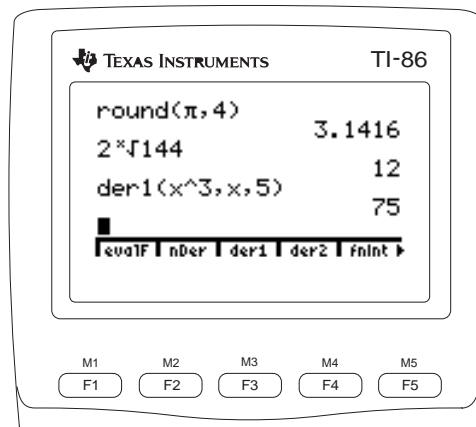 TEXAS INSTRUMENTS TI-86
round(π,4)
3.1416
2ˣ√144
12
der1(x^3,x,5)
75
evalF nDer der1 der2 fnInt ▶
M1 M2 M3 M4 M5
F1 F2 F3 F4 F5